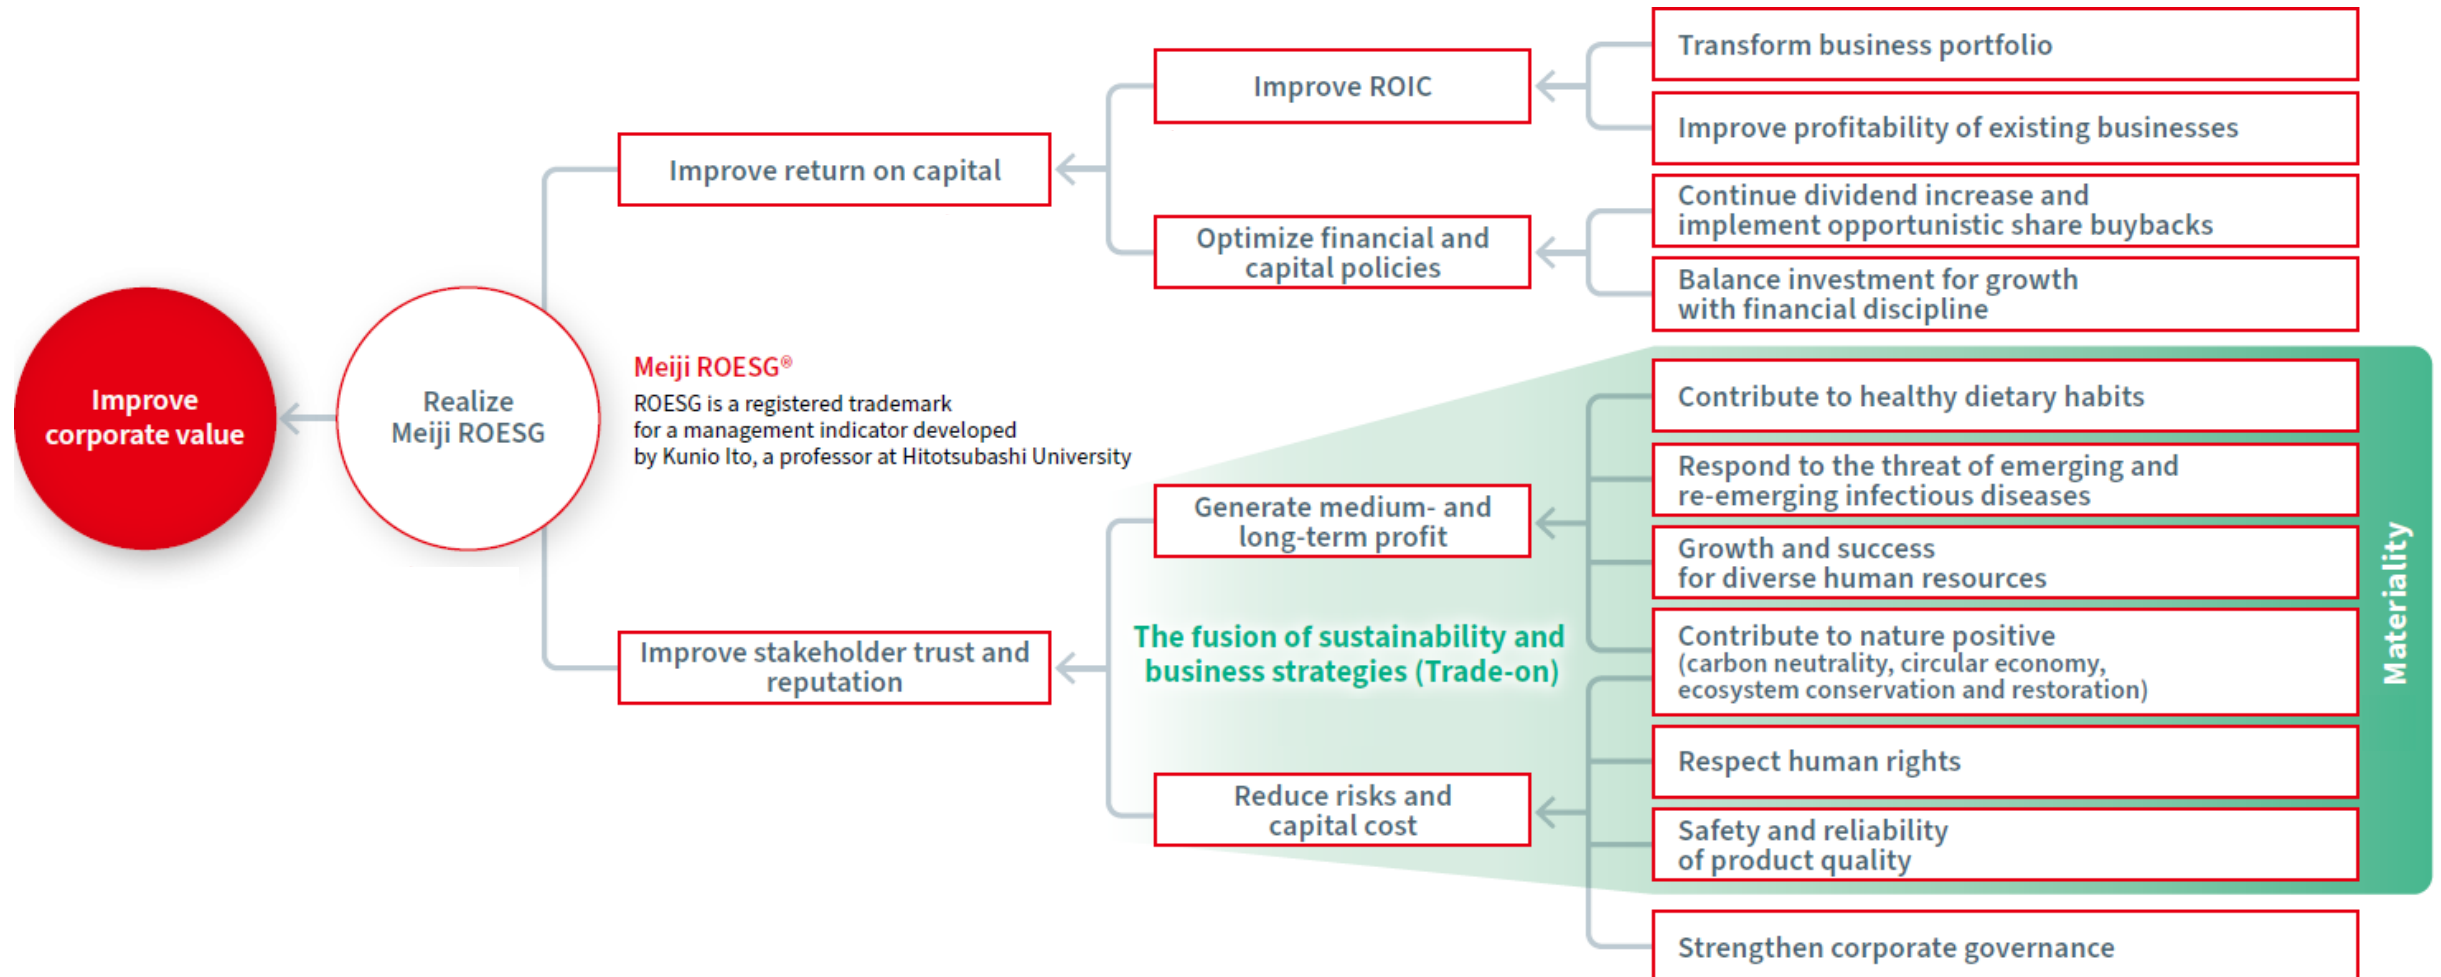 Improve
corporate value
Realize
Meiji ROESG
Improve return on capital
Meiji ROESG®
ROESG is a registered trademark
for a management indicator developed
by Kunio Ito, a professor at Hitotsubashi University
Improve stakeholder trust and
reputation
Improve ROIC
Optimize financial and
capital policies
Generate medium- and
long-term profit
The fusion of sustainability and
business strategies (Trade-on)
Reduce risks and
capital cost
Transform business portfolio
Improve profitability of existing businesses
Continue dividend increase and
implement opportunistic share buybacks
Balance investment for growth
with financial discipline
Contribute to healthy dietary habits
Respond to the threat of emerging and
re-emerging infectious diseases
Growth and success
for diverse human resources
Contribute to nature positive
(carbon neutrality, circular economy,
ecosystem conservation and restoration)
Respect human rights
Safety and reliability
of product quality
Strengthen corporate governance
Materiality